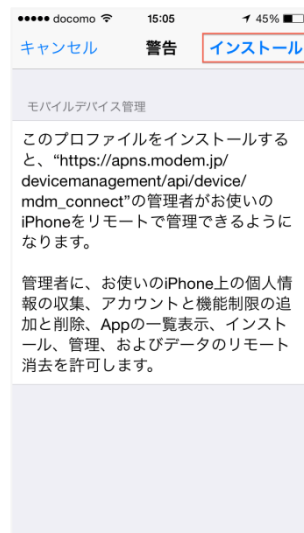 docomo 15:05 45%
キャンセル 警告 インストール
モバイルデバイス管理
このプロファイルをインストールする
と、“https://apns.modem.jp/
devicemanagement/api/device/
mdm_connect”の管理者がお使いの
iPhoneをリモートで管理できるように
なります。
管理者に、お使いのiPhone上の個人情
報の収集、アカウントと機能制限の追
加と削除、Appの一覧表示、インスト
ール、管理、およびデータのリモート
消去を許可します。